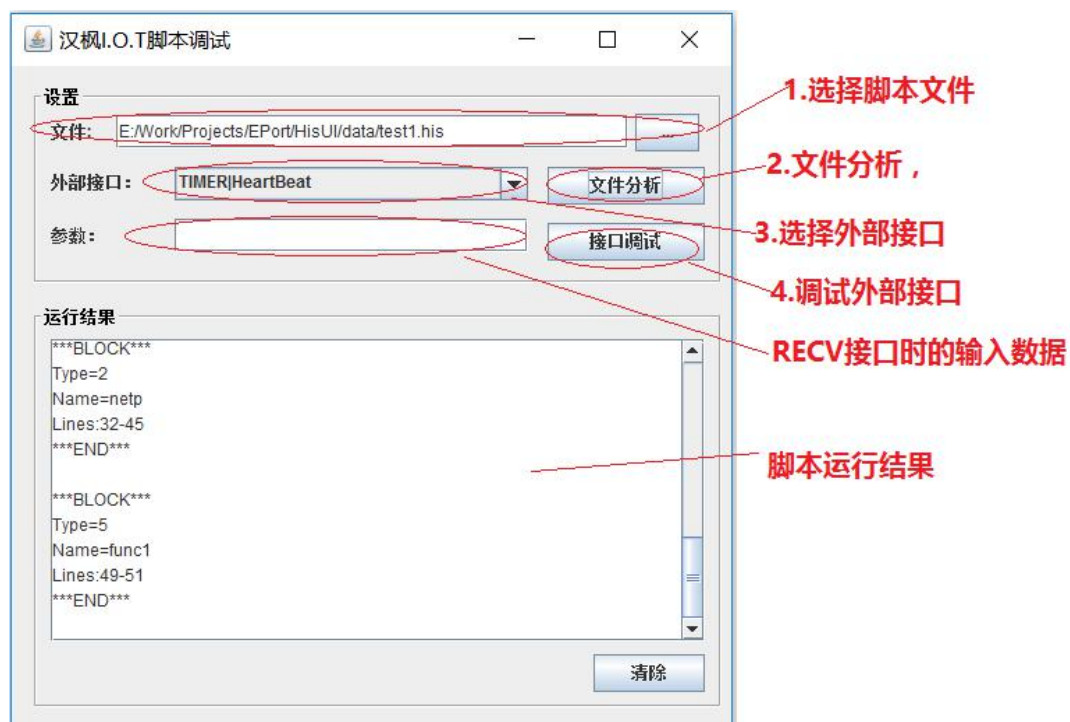 汉枫I.O.T脚本调试
设置
1.选择脚本文件
文件: E:/Work/Projects/EPort/HisUI/data/test1.his ...
2.文件分析，
外部接口: TIMER|HeartBeat 文件分析
3.选择外部接口
参数: 接口调试
4.调试外部接口
运行结果
RECV接口时的输入数据
***BLOCK***
Type=2
Name=netp
Lines:32-45
***END***
脚本运行结果
***BLOCK***
Type=5
Name=func1
Lines:49-51
***END***
清除